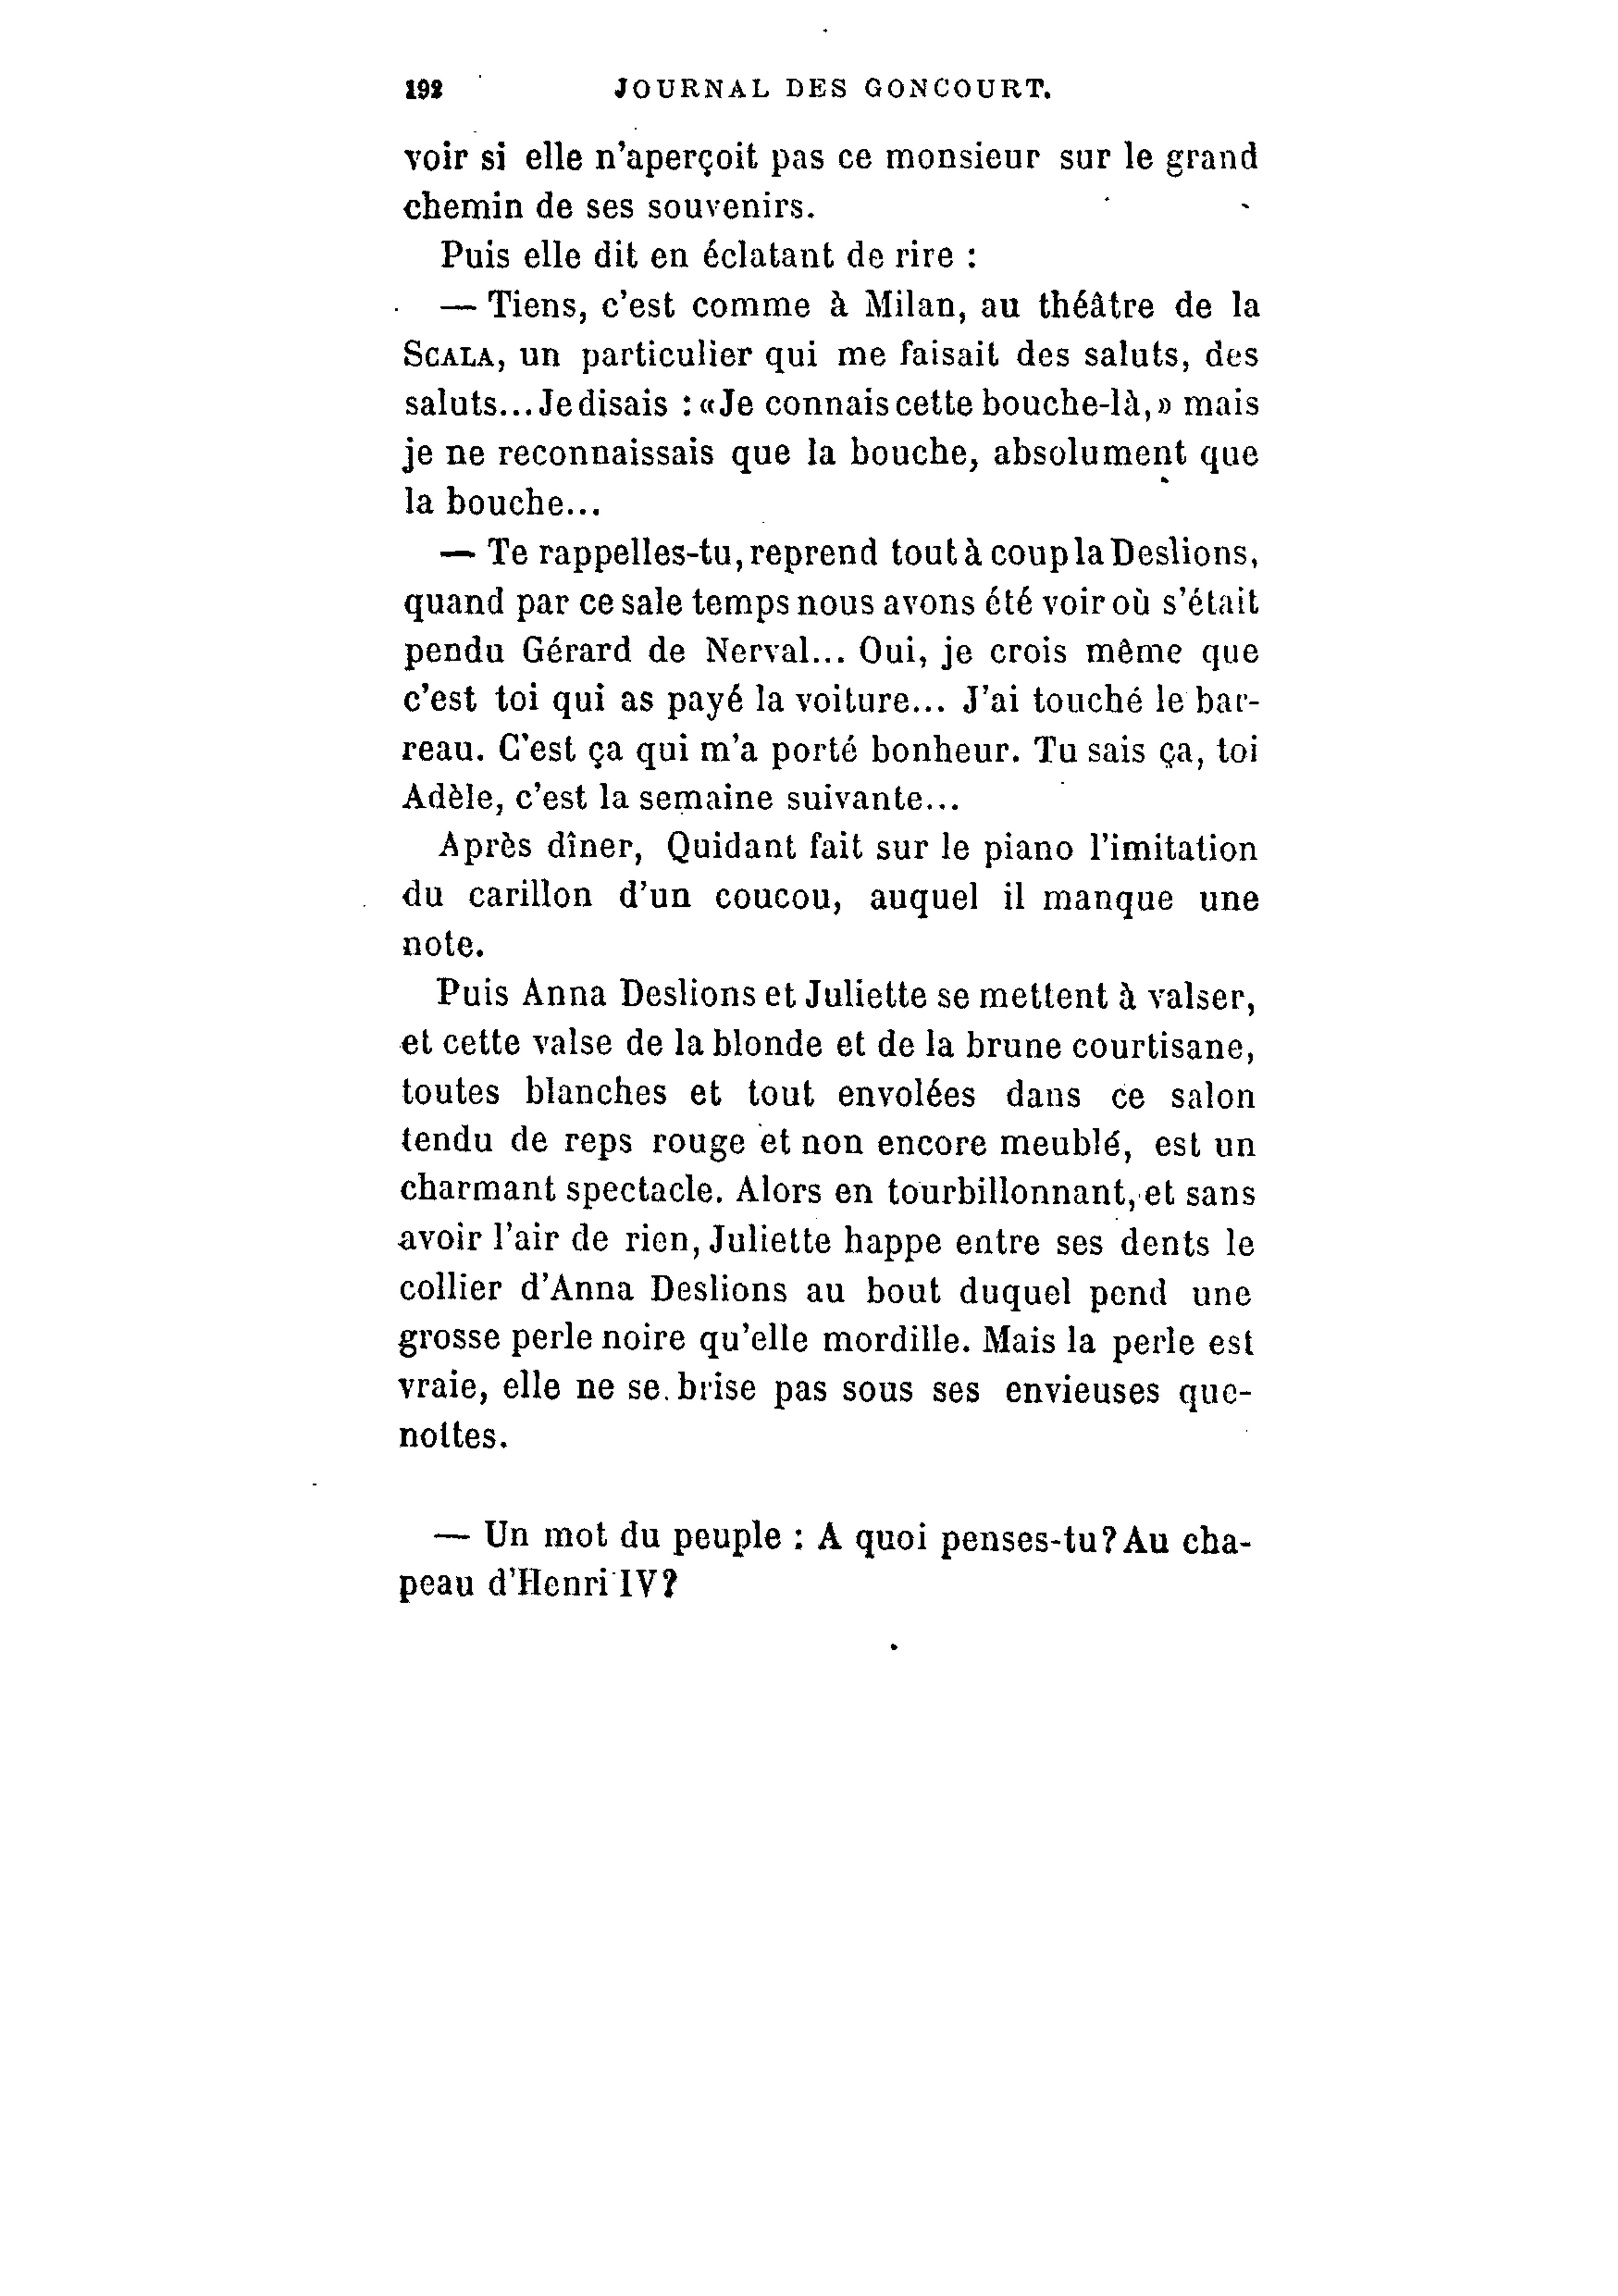 192 JOURNAL DES GONCOURT.
voir si elle n'aperçoit pas ce monsieur sur le grand
chemin de ses souvenirs.
Puis elle dit en éclatant de rire :
— Tiens, c'est comme à Milan, au théâtre de la
SCALA, un particulier qui me faisait des saluts, des
saluts... Je disais : « Je connais cette bouche-là, » mais
je ne reconnaissais que la bouche, absolument que
la bouche...
— Te rappelles-tu, reprend tout à coup la Deslions,
quand par ce sale temps nous avons été voir où s'était
pendu Gérard de Nerval... Oui, je crois même que
c'est toi qui as payé la voiture... J'ai touché le bar-
reau. C'est ça qui m'a porté bonheur. Tu sais ça, toi
Adèle, c'est la semaine suivante...
Après dîner, Quidant fait sur le piano l'imitation
du carillon d'un coucou, auquel il manque une
note.
Puis Anna Deslions et Juliette se mettent à valser,
et cette valse de la blonde et de la brune courtisane,
toutes blanches et tout envolées dans ce salon
tendu de reps rouge et non encore meublé, est un
charmant spectacle. Alors en tourbillonnant, et sans
avoir l'air de rien, Juliette happe entre ses dents le
collier d'Anna Deslions au bout duquel pend une
grosse perle noire qu'elle mordille. Mais la perle est
vraie, elle ne se brise pas sous ses envieuses que-
nottes.
— Un mot du peuple : A quoi penses-tu? Au cha-
peau d'Henri IV?